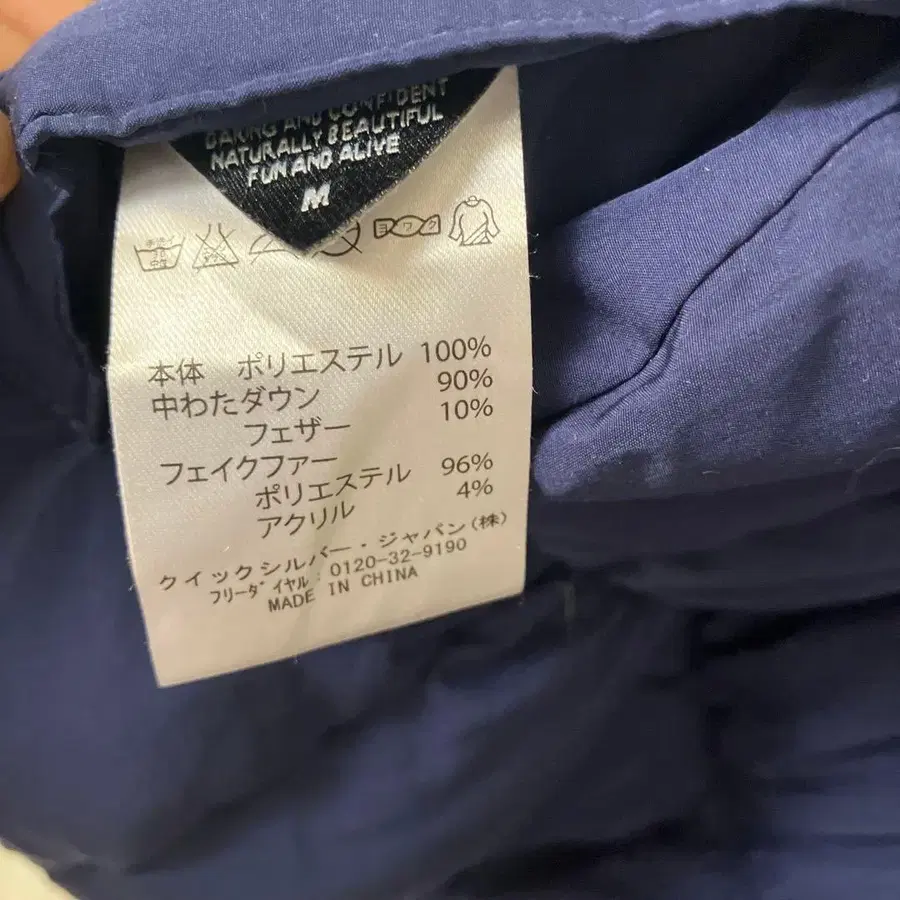 DARING AND CONFIDENT
NATURALLY BEAUTIFUL
FUN AND ALIVE
M
本体 ポリエステル 100%
中わたダウン 90%
フェザー 10%
フェイクファー
ポリエステル 96%
アクリル 4%
クイックシルバー・ジャパン(株)
フリーダイヤル:0120-32-9190
MADE IN CHINA